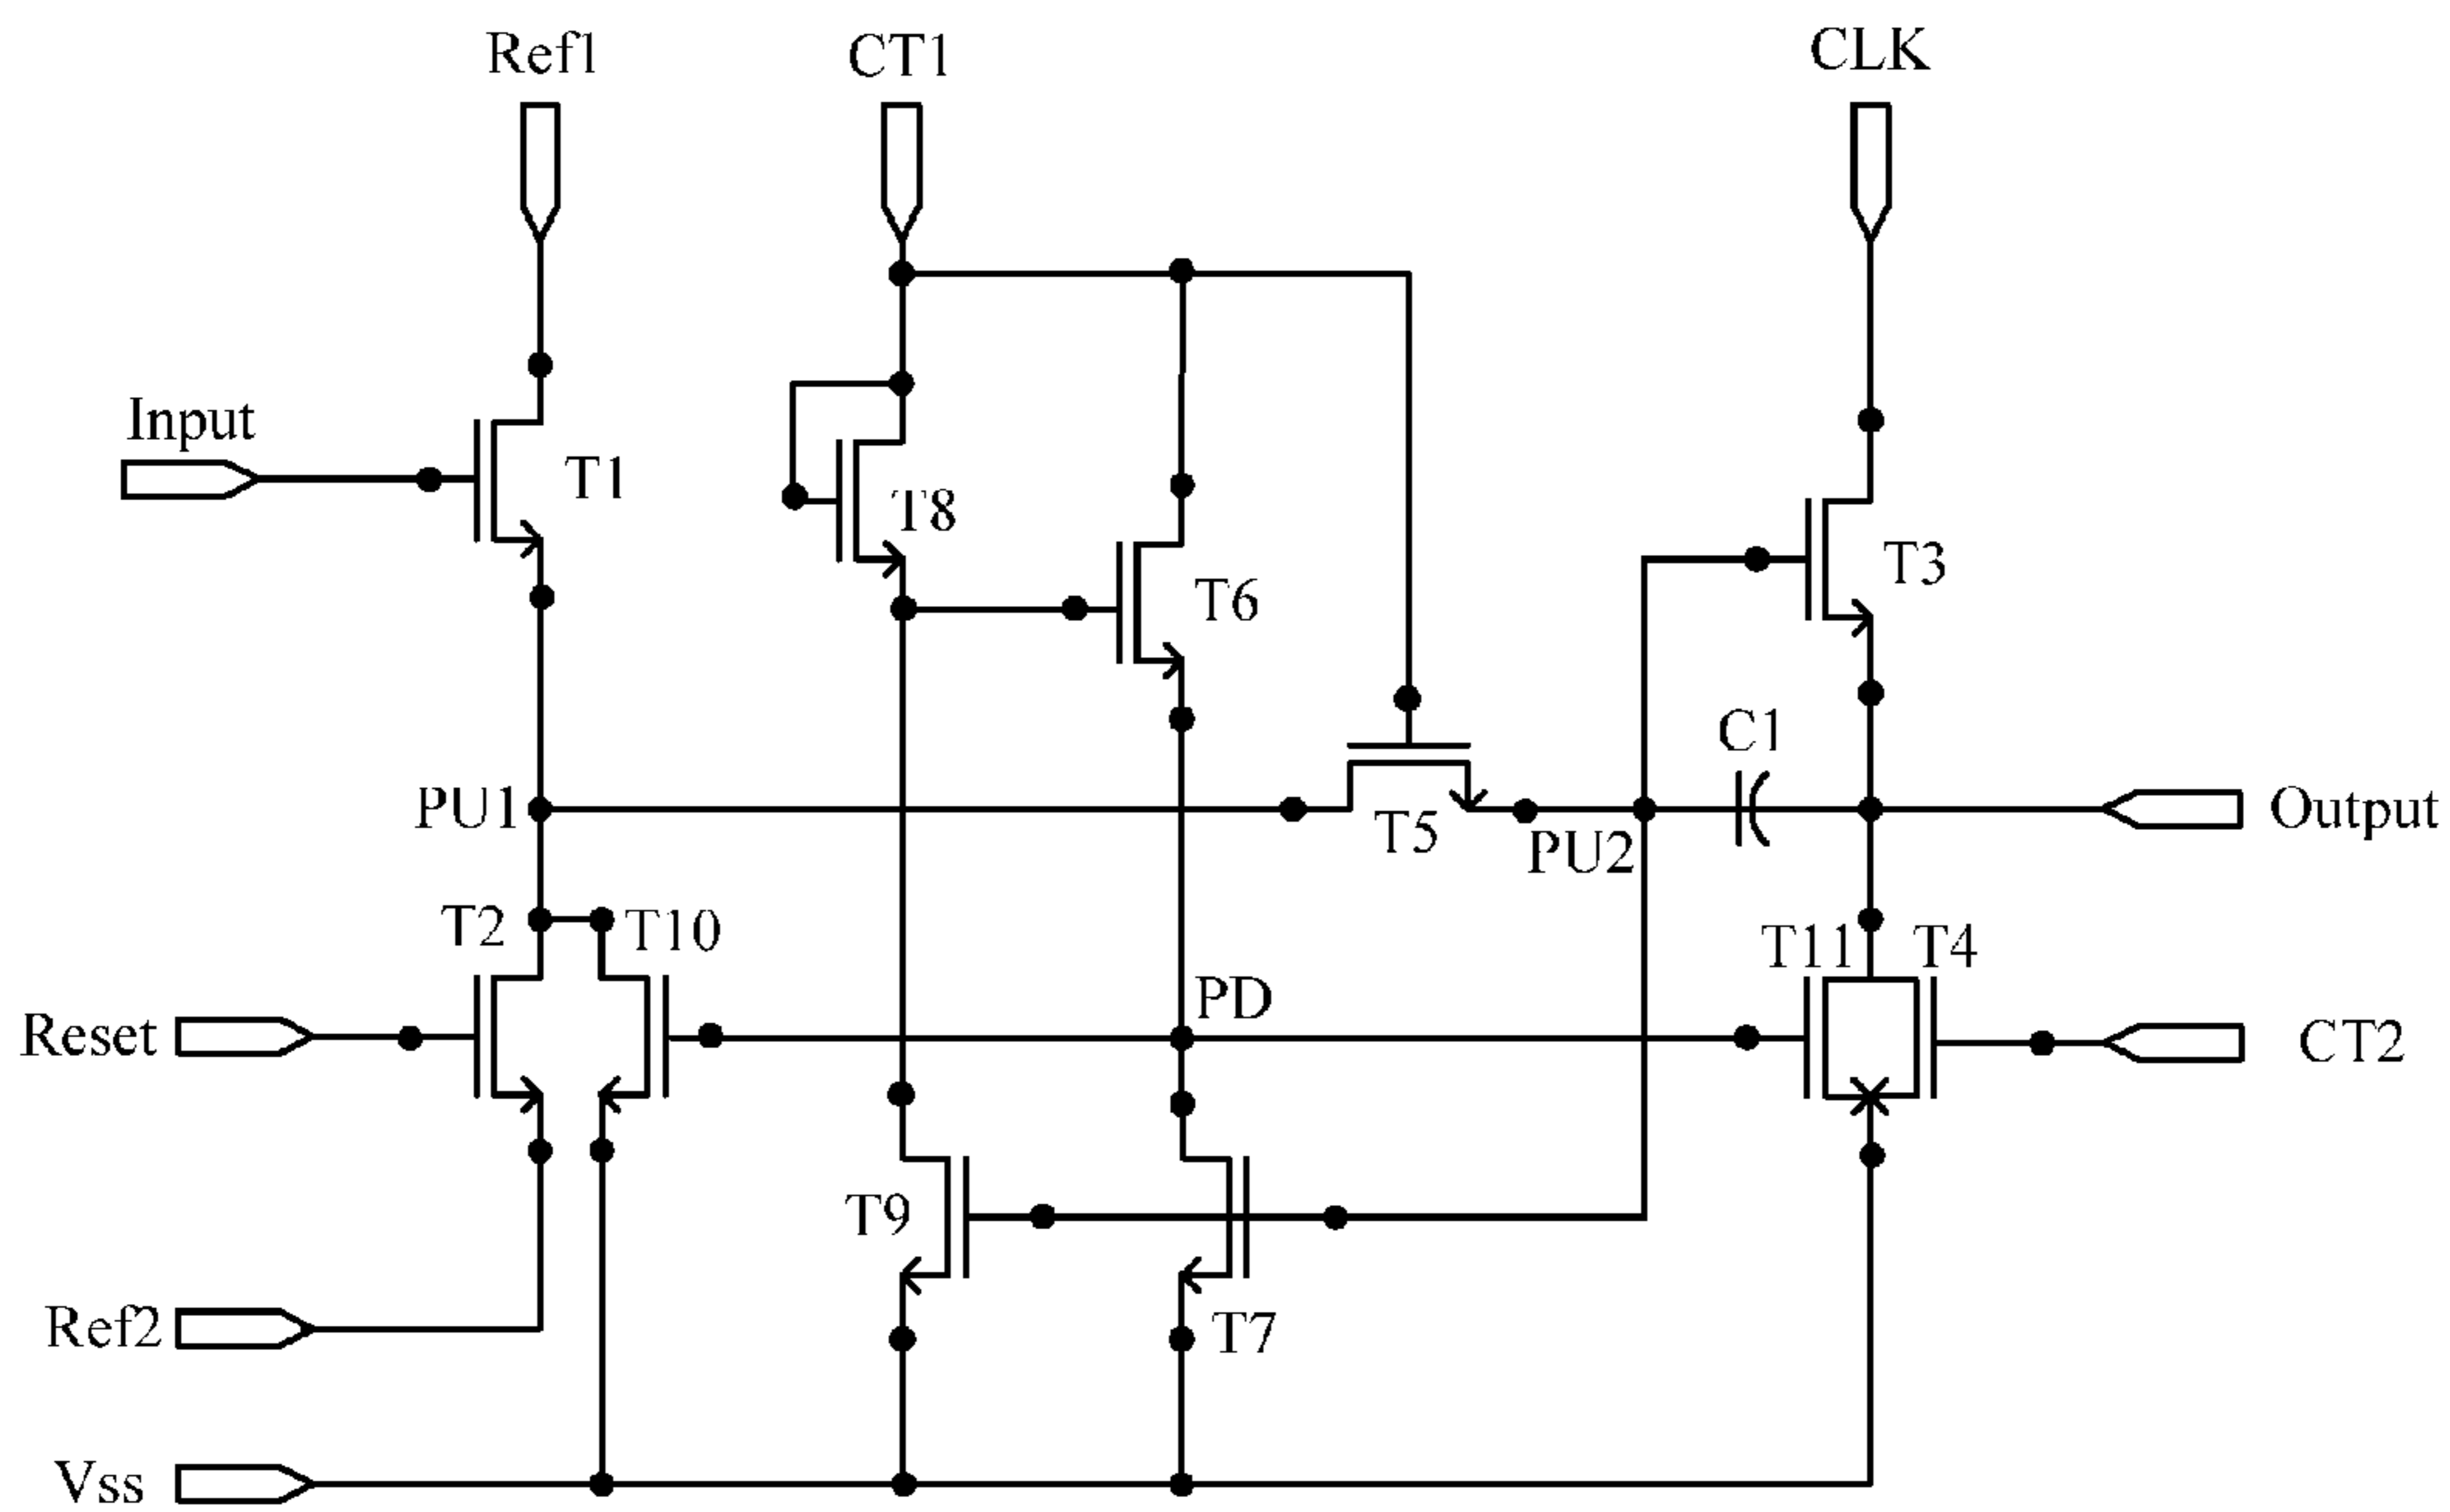 Ref1
CT1
CLK
Input
T1
T8
T6
T3
C1
PU1
T5
PU2
Output
T2
T10
T11
T4
PD
Reset
CT2
T9
T7
Ref2
Vss